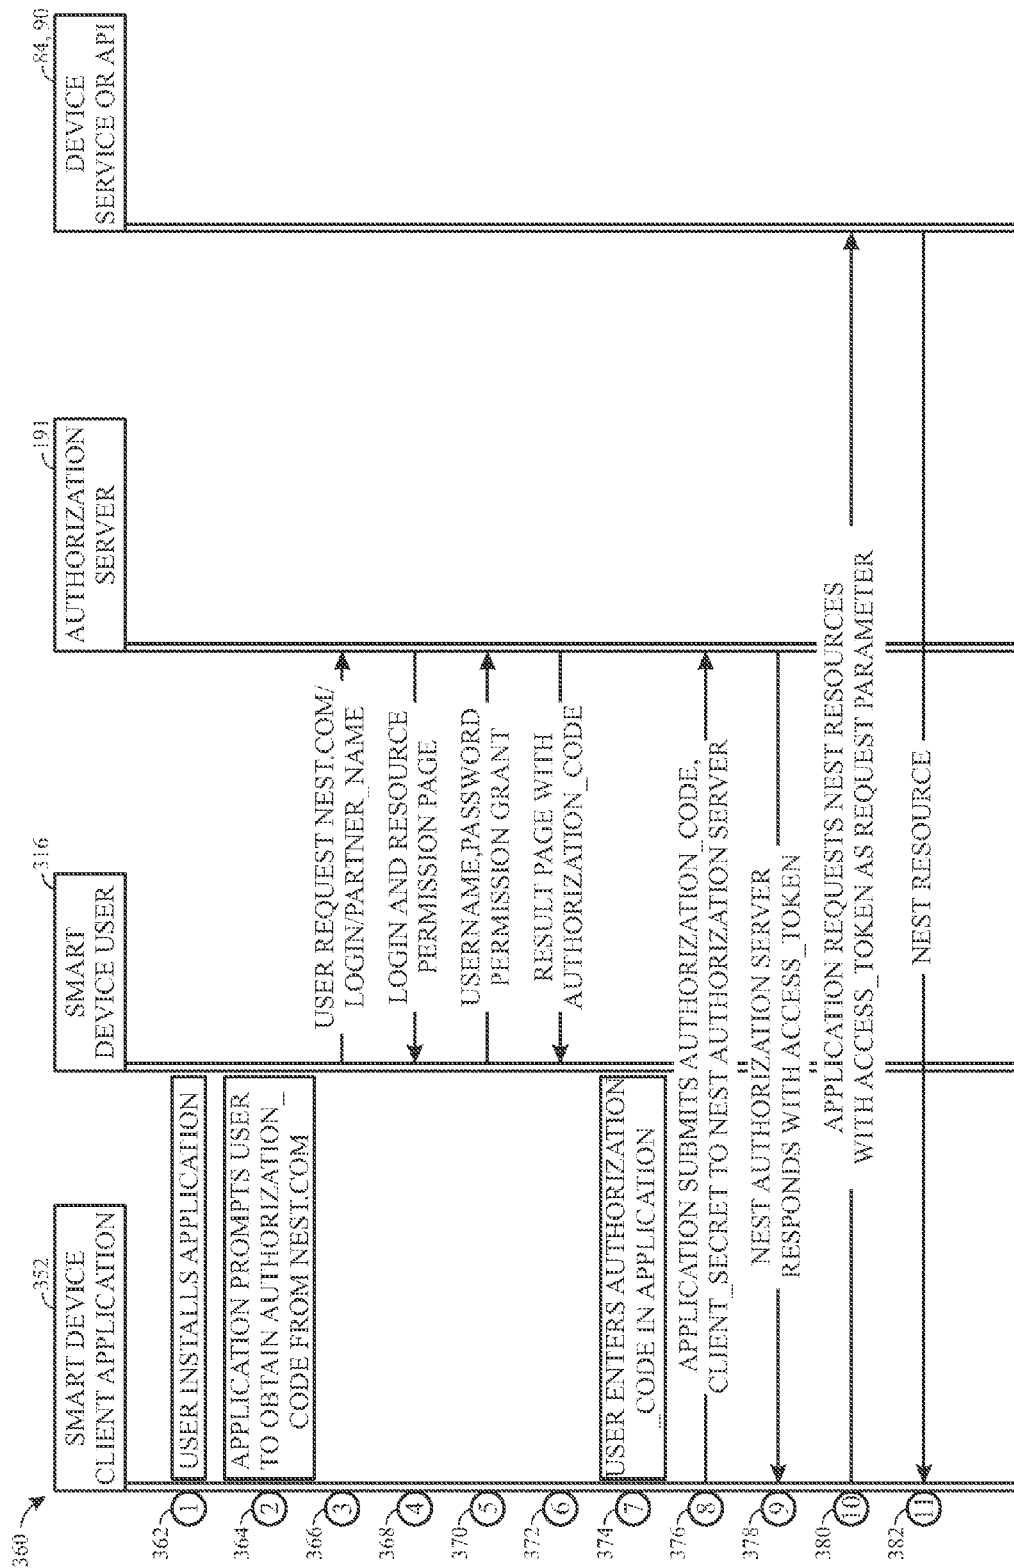 360
352
SMART DEVICE
CLIENT APPLICATION
316
SMART
DEVICE USER
191
AUTHORIZATION
SERVER
84, 90
DEVICE
SERVICE OR API
362
1
USER INSTALLS APPLICATION
364
2
APPLICATION PROMPTS USER
TO OBTAIN AUTHORIZATION_
CODE FROM NEST.COM
366
3
USER REQUEST NEST.COM/
LOGIN/PARTNER_NAME
368
4
LOGIN AND RESOURCE
PERMISSION PAGE
370
5
USERNAME,PASSWORD
PERMISSION GRANT
372
6
RESULT PAGE WITH
AUTHORIZATION_CODE
374
7
USER ENTERS AUTHORIZATION
_CODE IN APPLICATION
376
8
APPLICATION SUBMITS AUTHORIZATION_CODE,
CLIENT_SECRET TO NEST AUTHORIZATION SERVER
378
9
NEST AUTHORIZATION SERVER
RESPONDS WITH ACCESS_TOKEN
380
10
APPLICATION REQUESTS NEST RESOURCES
WITH ACCESS_TOKEN AS REQUEST PARAMETER
382
11
NEST RESOURCE